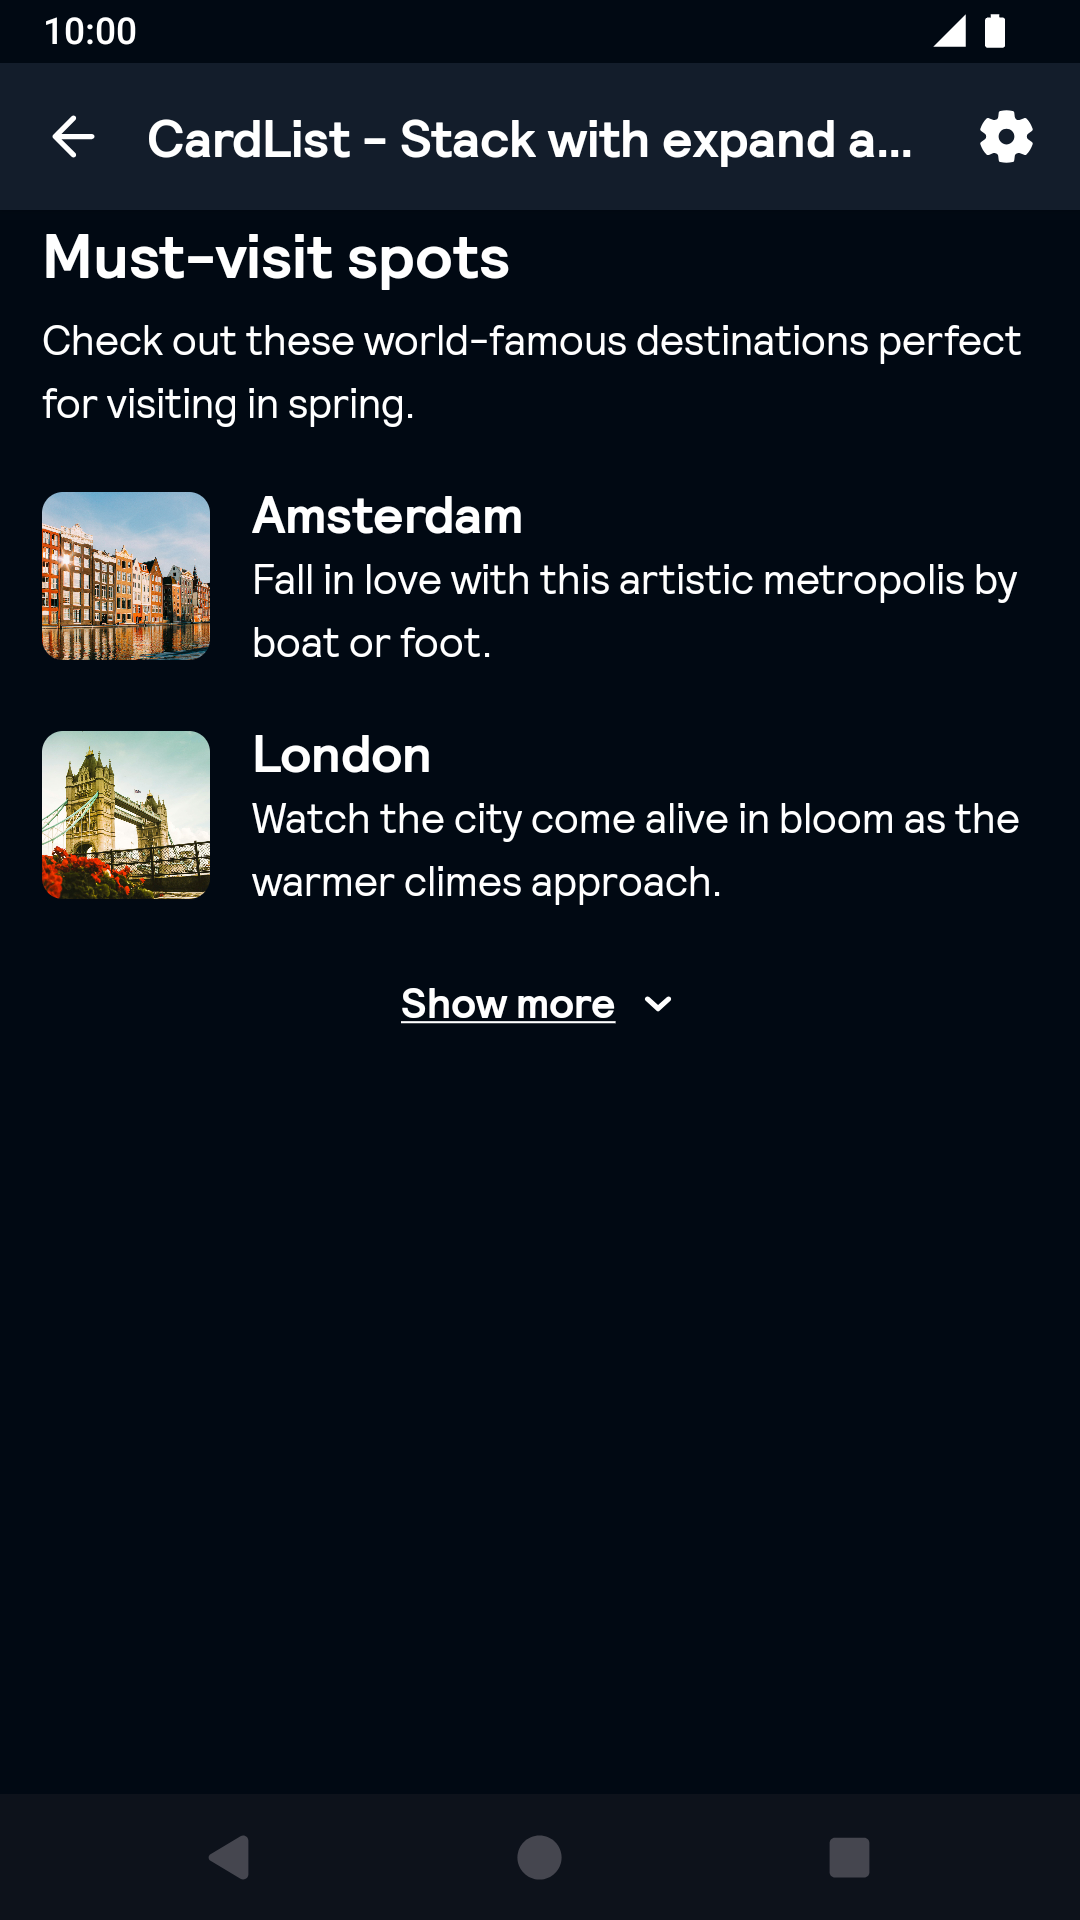 10:00
CardList - Stack with expand a...
Must-visit spots
Check out these world-famous destinations perfect
for visiting in spring.
Amsterdam
Fall in love with this artistic metropolis by
boat or foot.
London
Watch the city come alive in bloom as the
warmer climes approach.
Show more